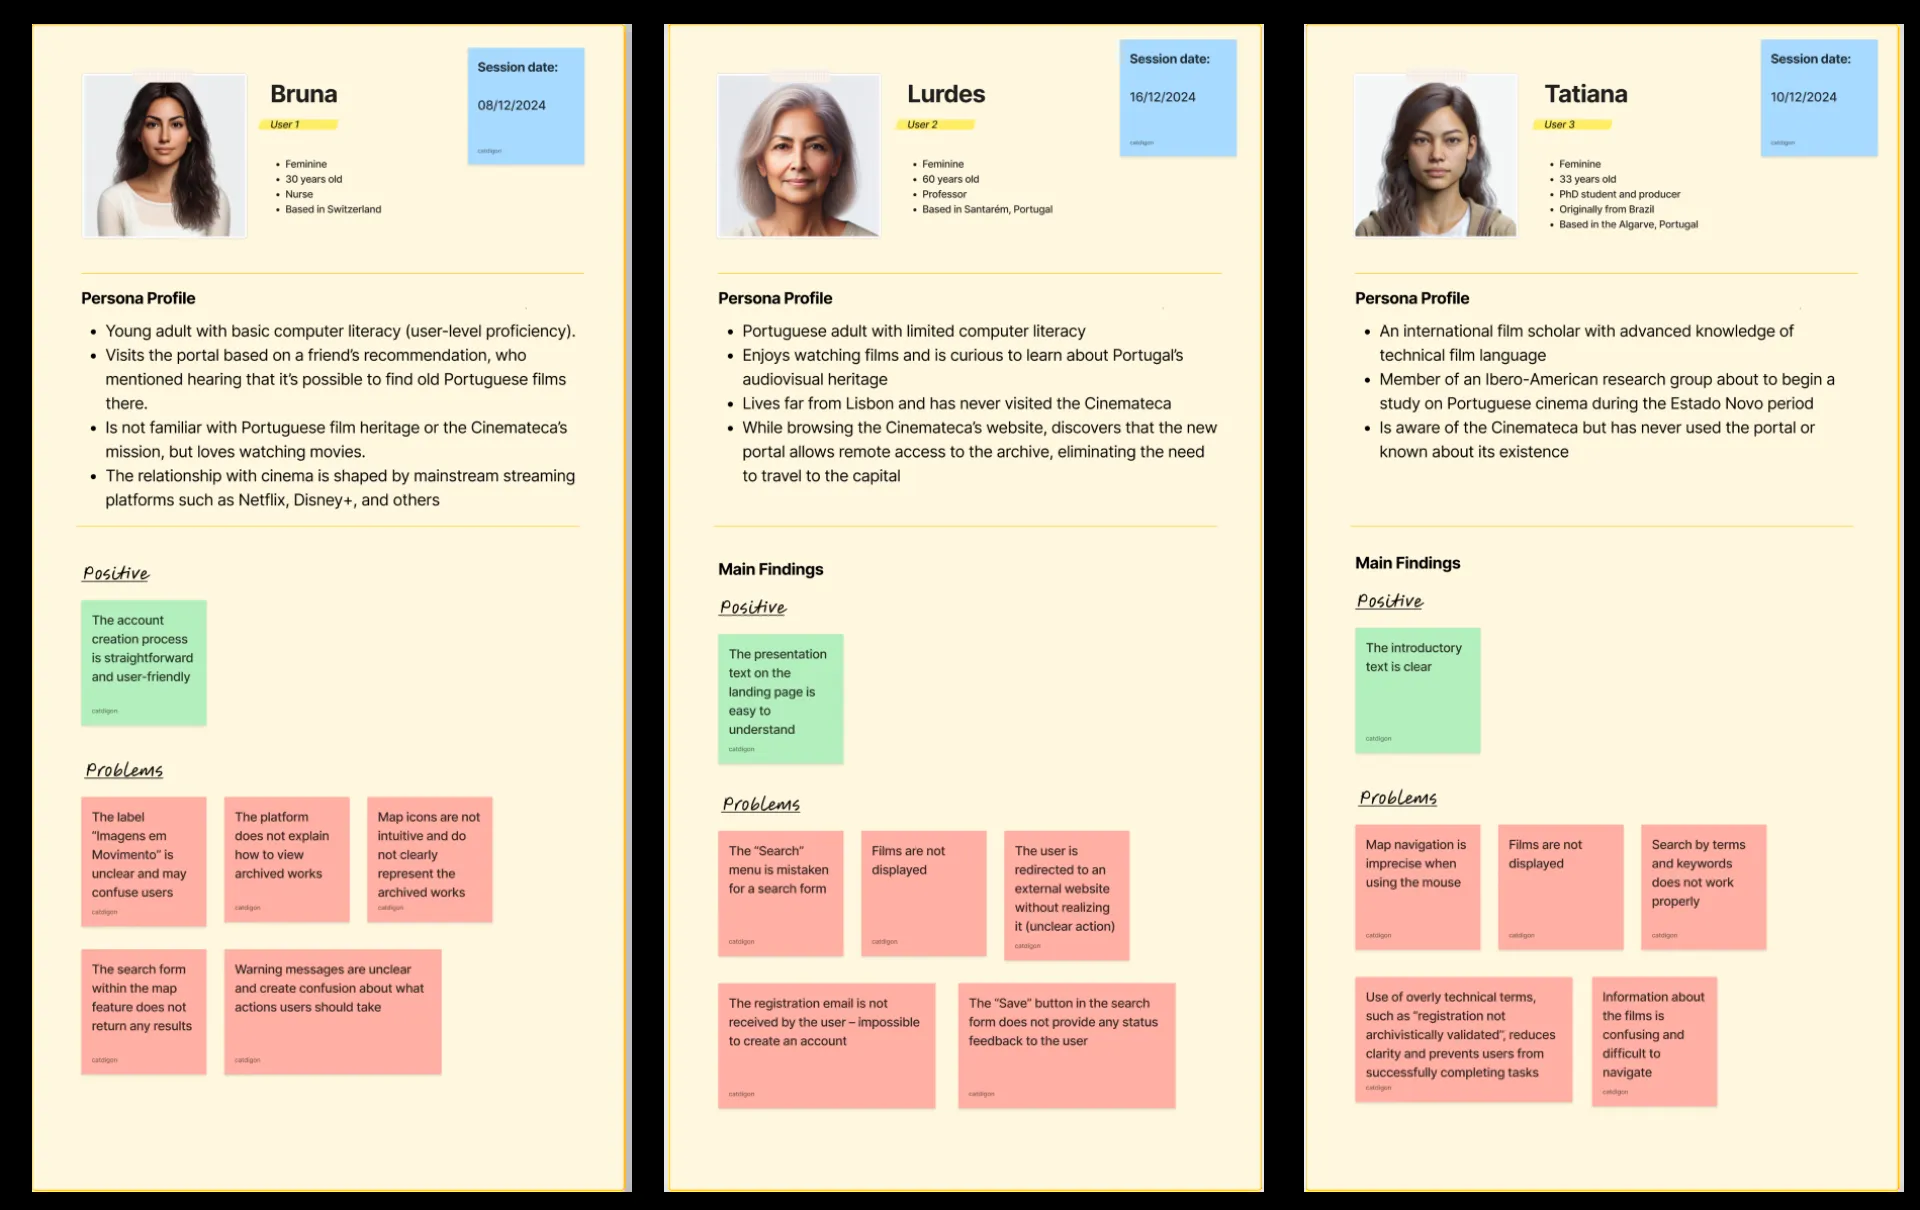 Bruna
User 1
• Feminine
• 30 years old
• Nurse
• Based in Switzerland
Session date:
08/12/2024
catdigon
Persona Profile
• Young adult with basic computer literacy (user-level proficiency).
• Visits the portal based on a friend’s recommendation, who
mentioned hearing that it’s possible to find old Portuguese films
there.
• Is not familiar with Portuguese film heritage or the Cinemateca’s
mission, but loves watching movies.
• The relationship with cinema is shaped by mainstream streaming
platforms such as Netflix, Disney+, and others
Positive
The account
creation process
is straightforward
and user-friendly
catdigon
Problems
The label
“Imagens em
Movimento” is
unclear and may
confuse users
catdigon
The platform
does not explain
how to view
archived works
catdigon
Map icons are not
intuitive and do
not clearly
represent the
archived works
catdigon
The search form
within the map
feature does not
return any results
catdigon
Warning messages are unclear
and create confusion about what
actions users should take
catdigon
Lurdes
User 2
• Feminine
• 60 years old
• Professor
• Based in Santarém, Portugal
Session date:
16/12/2024
catdigon
Persona Profile
• Portuguese adult with limited computer literacy
• Enjoys watching films and is curious to learn about Portugal’s
audiovisual heritage
• Lives far from Lisbon and has never visited the Cinemateca
• While browsing the Cinemateca’s website, discovers that the new
portal allows remote access to the archive, eliminating the need
to travel to the capital
Main Findings
Positive
The presentation
text on the
landing page is
easy to
understand
catdigon
Problems
The “Search”
menu is mistaken
for a search form
catdigon
Films are not
displayed
catdigon
The user is
redirected to an
external website
without realizing
it (unclear action)
catdigon
The registration email is not
received by the user – impossible
to create an account
catdigon
The “Save” button in the search
form does not provide any status
feedback to the user
catdigon
Tatiana
User 3
• Feminine
• 33 years old
• PhD student and producer
• Originally from Brazil
• Based in the Algarve, Portugal
Session date:
10/12/2024
catdigon
Persona Profile
• An international film scholar with advanced knowledge of
technical film language
• Member of an Ibero-American research group about to begin a
study on Portuguese cinema during the Estado Novo period
• Is aware of the Cinemateca but has never used the portal or
known about its existence
Main Findings
Positive
The introductory
text is clear
catdigon
Problems
Map navigation is
imprecise when
using the mouse
catdigon
Films are not
displayed
catdigon
Search by terms
and keywords
does not work
properly
catdigon
Use of overly technical terms,
such as “registration not
archivistically validated”, reduces
clarity and prevents users from
successfully completing tasks
catdigon
Information about
the films is
confusing and
difficult to
navigate
catdigon